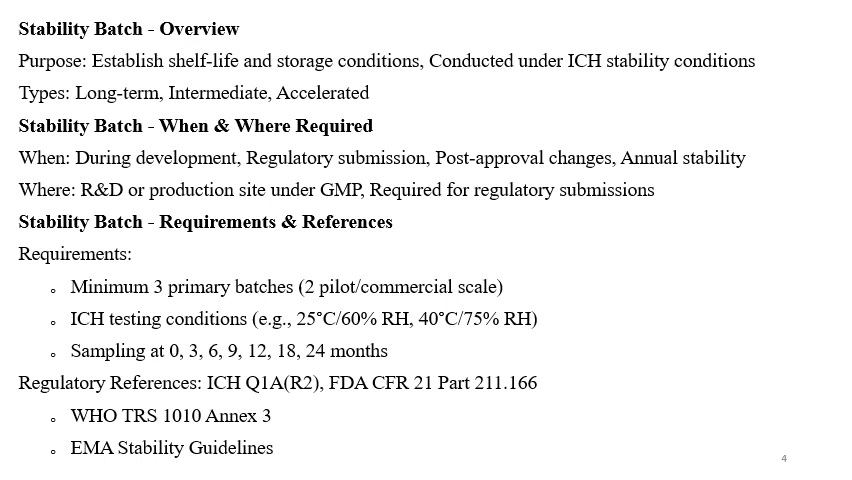 Stability Batch - Overview
Purpose: Establish shelf-life and storage conditions, Conducted under ICH stability conditions
Types: Long-term, Intermediate, Accelerated
Stability Batch - When & Where Required
When: During development, Regulatory submission, Post-approval changes, Annual stability
Where: R&D or production site under GMP, Required for regulatory submissions
Stability Batch - Requirements & References
Requirements:
◦ Minimum 3 primary batches (2 pilot/commercial scale)
◦ ICH testing conditions (e.g., 25°C/60% RH, 40°C/75% RH)
◦ Sampling at 0, 3, 6, 9, 12, 18, 24 months
Regulatory References: ICH Q1A(R2), FDA CFR 21 Part 211.166
◦ WHO TRS 1010 Annex 3
◦ EMA Stability Guidelines
4